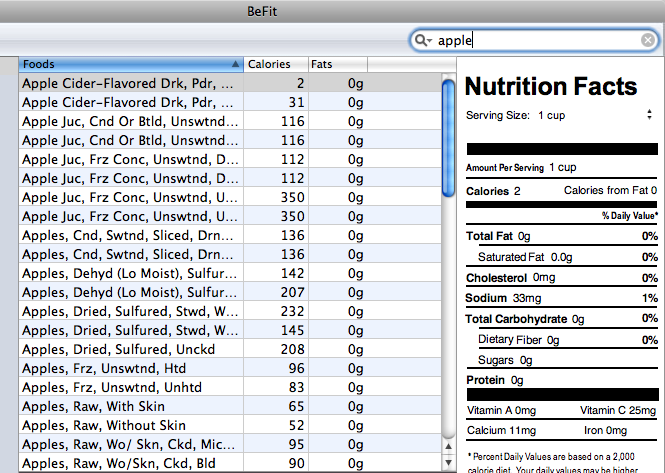 BeFit
apple
Foods Calories Fats
Apple Cider-Flavored Drk, Pdr, ... 2 0g
Apple Cider-Flavored Drk, Pdr, ... 31 0g
Apple Juc, Cnd Or Btld, Unswtnd... 116 0g
Apple Juc, Cnd Or Btld, Unswtnd... 116 0g
Apple Juc, Frz Conc, Unswtnd, D... 112 0g
Apple Juc, Frz Conc, Unswtnd, D... 112 0g
Apple Juc, Frz Conc, Unswtnd, U... 350 0g
Apple Juc, Frz Conc, Unswtnd, U... 350 0g
Apples, Cnd, Swtnd, Sliced, Drn... 136 0g
Apples, Cnd, Swtnd, Sliced, Drn... 136 0g
Apples, Dehyd (Lo Moist), Sulfur... 142 0g
Apples, Dehyd (Lo Moist), Sulfur... 207 0g
Apples, Dried, Sulfured, Stwd, W... 232 0g
Apples, Dried, Sulfured, Stwd, W... 145 0g
Apples, Dried, Sulfured, Unckd 208 0g
Apples, Frz, Unswtnd, Htd 96 0g
Apples, Frz, Unswtnd, Unhtd 83 0g
Apples, Raw, With Skin 65 0g
Apples, Raw, Without Skin 52 0g
Apples, Raw, Wo/ Skn, Ckd, Mic... 95 0g
Apples, Raw, Wo/ Skn, Ckd, Bld 90 0g
Nutrition Facts
Serving Size: 1 cup
Amount Per Serving 1 cup
Calories 2 Calories from Fat 0
% Daily Value*
Total Fat 0g 0%
Saturated Fat 0.0g 0%
Cholesterol 0mg 0%
Sodium 33mg 1%
Total Carbohydrate 0g 0%
Dietary Fiber 0g 0%
Sugars 0g
Protein 0g
Vitamin A 0mg Vitamin C 25mg
Calcium 11mg Iron 0mg
* Percent Daily Values are based on a 2,000
calorie diet. Your daily values may be higher